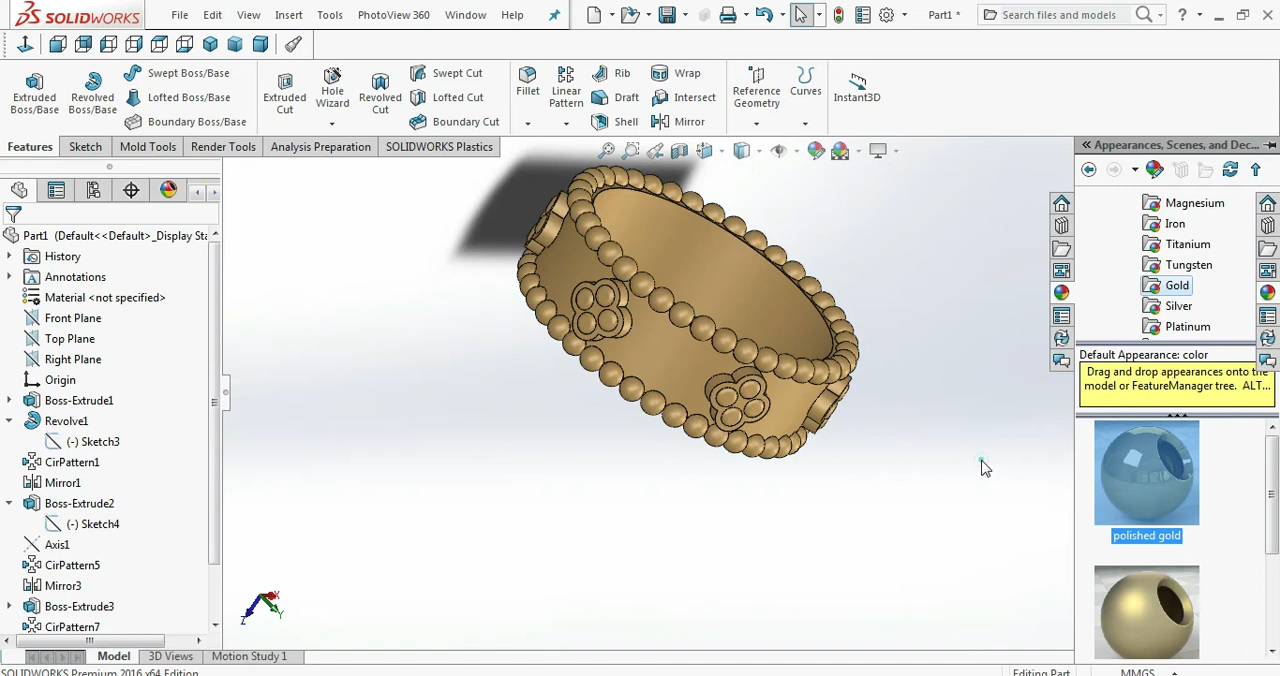 SOLIDWORKS File Edit View Insert Tools PhotoView 360 Window Help Part1 * Search files and models ?
Extruded Boss/Base Revolved Boss/Base Swept Boss/Base Lofted Boss/Base Boundary Boss/Base Extruded Cut Hole Wizard Revolved Cut Swept Cut Lofted Cut Boundary Cut Fillet Linear Pattern Rib Draft Shell Wrap Intersect Mirror Reference Geometry Curves Instant3D
Features Sketch Mold Tools Render Tools Analysis Preparation SOLIDWORKS Plastics
Appearances, Scenes, and Dec...
Part1 (Default<<Default>_Display Sta
History
Annotations
Material <not specified>
Front Plane
Top Plane
Right Plane
Origin
Boss-Extrude1
Revolve1
(-) Sketch3
CirPattern1
Mirror1
Boss-Extrude2
(-) Sketch4
Axis1
CirPattern5
Mirror3
Boss-Extrude3
CirPattern7
X
Y
Z
Magnesium
Iron
Titanium
Tungsten
Gold
Silver
Platinum
Default Appearance: color
Drag and drop appearances onto the
model or FeatureManager tree. ALT...
polished gold
Model 3D Views Motion Study 1
SOLIDWORKS Premium 2016 x64 Edition Editing Part MMGS